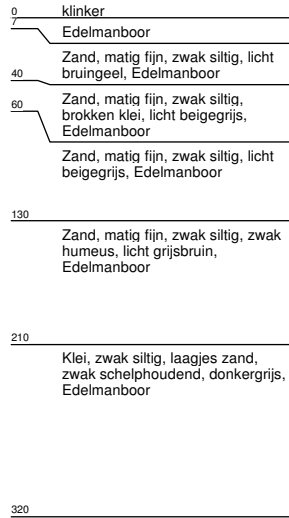 0 klinker
7 Edelmanboor
Zand, matig fijn, zwak siltig, licht
bruingeel, Edelmanboor
40
Zand, matig fijn, zwak siltig,
brokken klei, licht beigegrijs,
Edelmanboor
60
Zand, matig fijn, zwak siltig, licht
beigegrijs, Edelmanboor
130
Zand, matig fijn, zwak siltig, zwak
humeus, licht grijsbruin,
Edelmanboor
210
Klei, zwak siltig, laagjes zand,
zwak schelphoudend, donkergrijs,
Edelmanboor
320